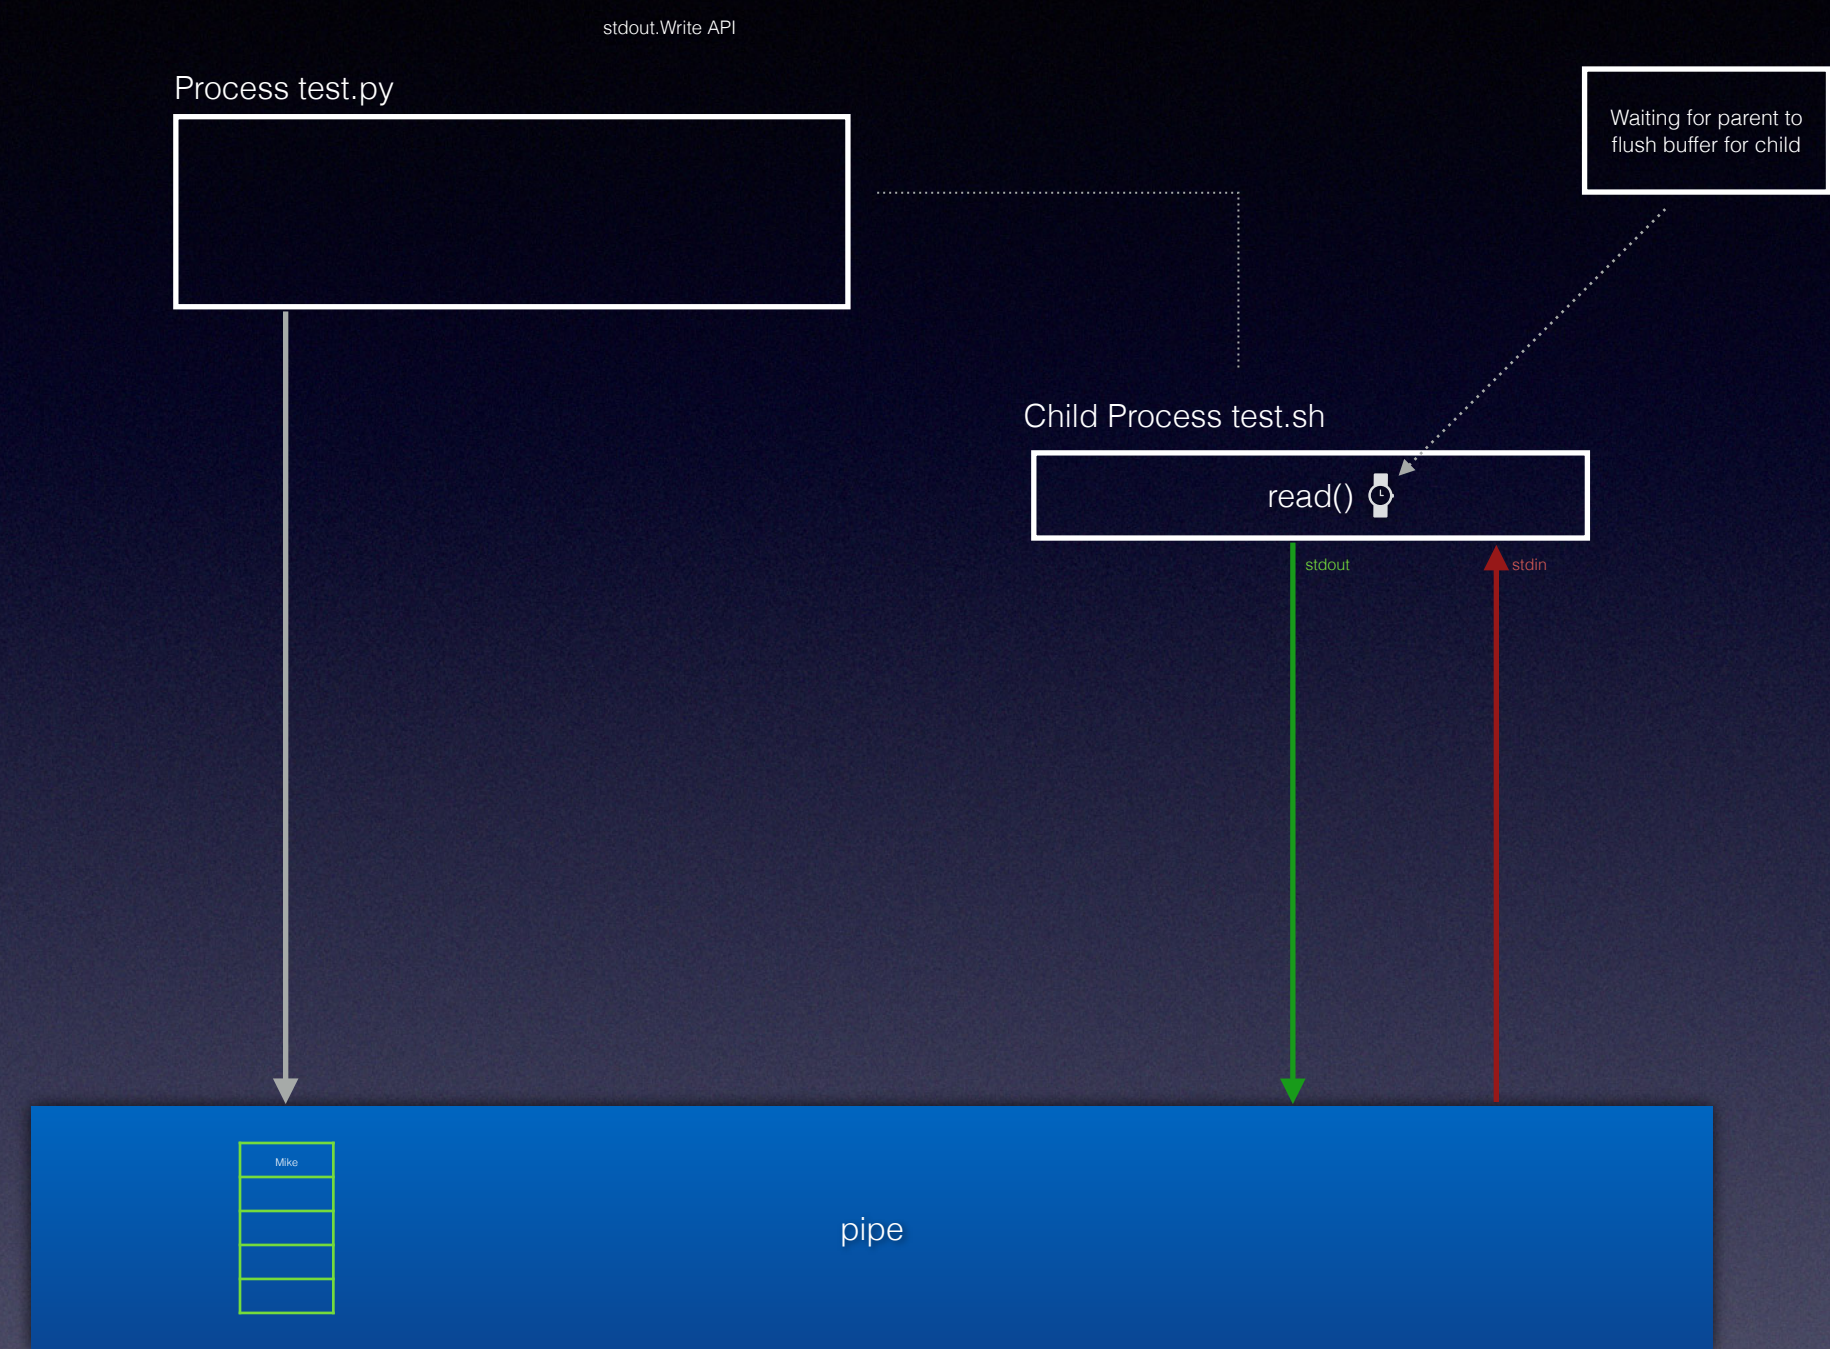 stdout.Write API
Process test.py
Waiting for parent to
flush buffer for child
Child Process test.sh
read()
stdout
stdin
Mike
pipe